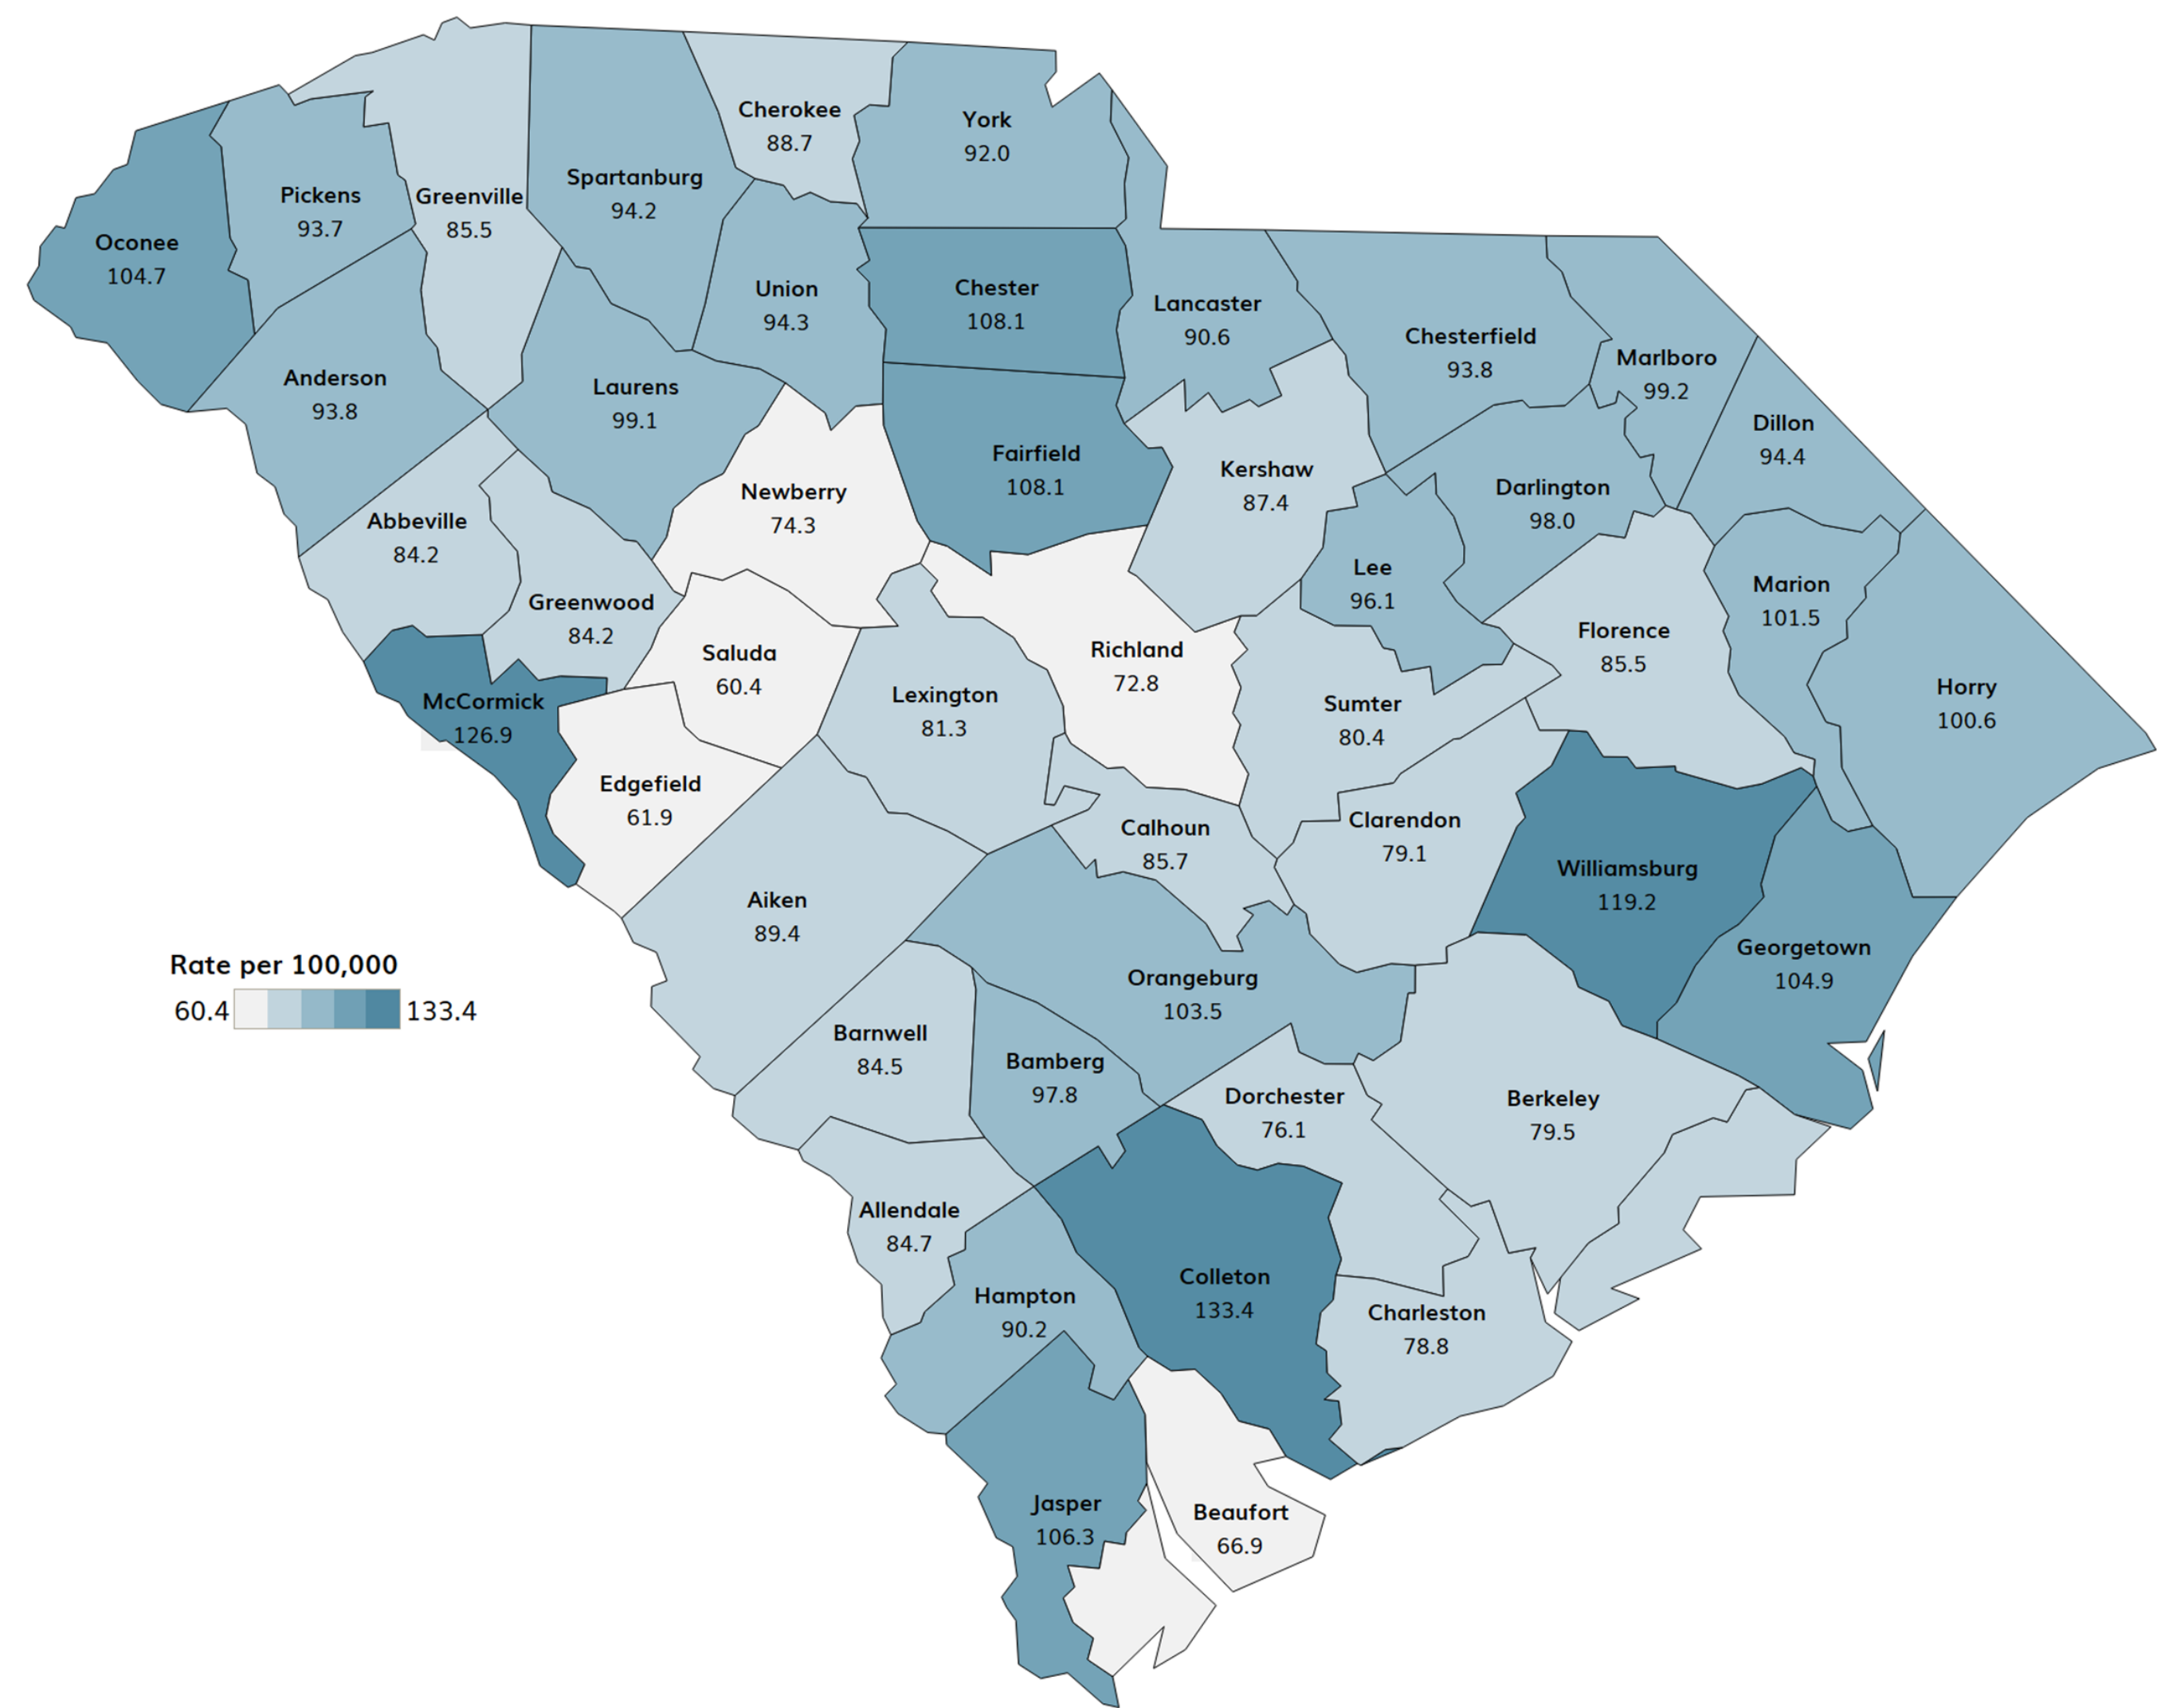 Cherokee
88.7
York
92.0
Spartanburg
94.2
Pickens
93.7
Greenville
85.5
Oconee
104.7
Union
94.3
Chester
108.1
Lancaster
90.6
Chesterfield
93.8
Marlboro
99.2
Anderson
93.8
Laurens
99.1
Dillon
94.4
Fairfield
108.1
Kershaw
87.4
Darlington
98.0
Newberry
74.3
Abbeville
84.2
Lee
96.1
Marion
101.5
Greenwood
84.2
Florence
85.5
Saluda
60.4
Richland
72.8
Horry
100.6
Lexington
81.3
McCormick
126.9
Sumter
80.4
Edgefield
61.9
Clarendon
79.1
Calhoun
85.7
Williamsburg
119.2
Aiken
89.4
Georgetown
104.9
Rate per 100,000
60.4 133.4
Orangeburg
103.5
Barnwell
84.5
Bamberg
97.8
Dorchester
76.1
Berkeley
79.5
Allendale
84.7
Colleton
133.4
Hampton
90.2
Charleston
78.8
Jasper
106.3
Beaufort
66.9